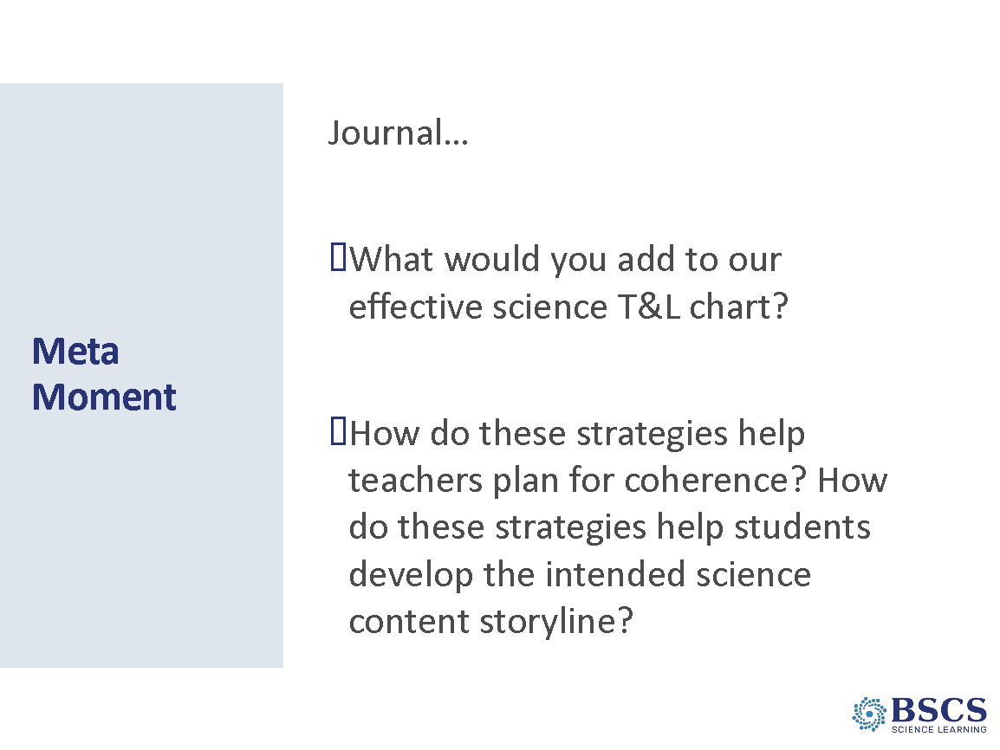 Meta
Moment
Journal...
What would you add to our
effective science T&L chart?
How do these strategies help
teachers plan for coherence? How
do these strategies help students
develop the intended science
content storyline?
BSCS
SCIENCE LEARNING